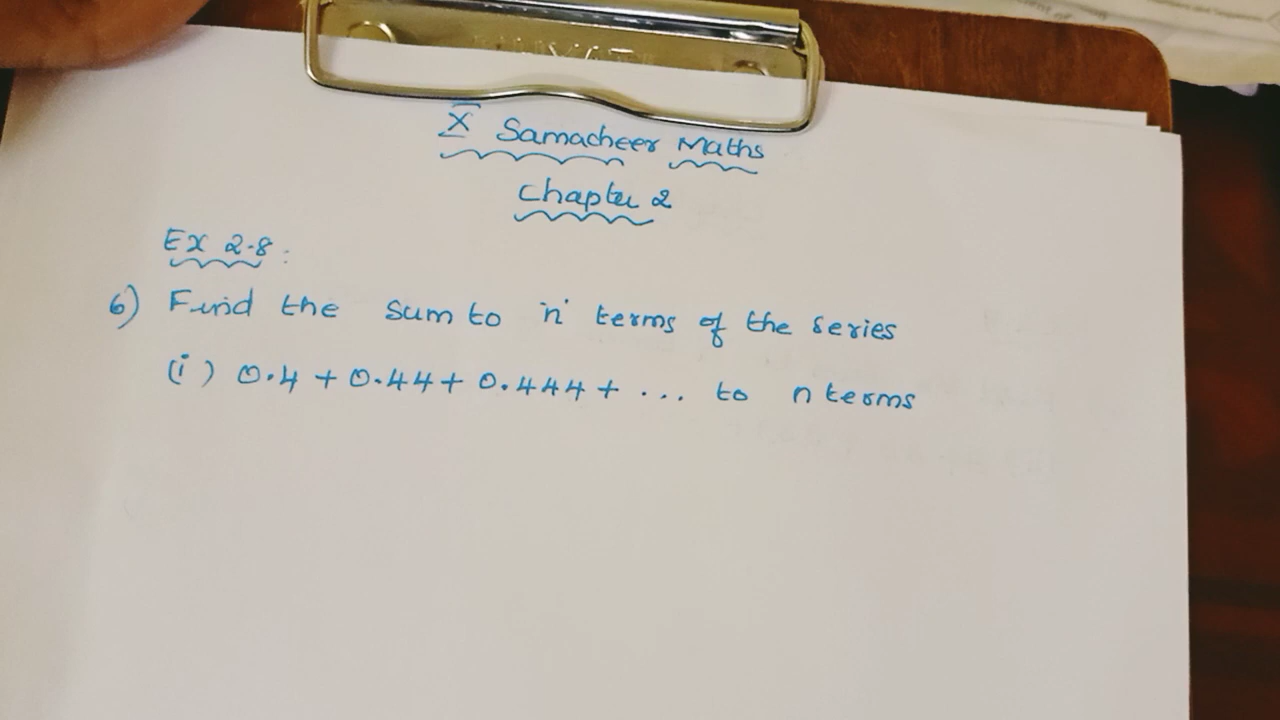 X Samacheer Maths
Chapter 2
Ex 2.8:
6) Find the sum to 'n' terms of the series
(i) 0.4 + 0.44 + 0.444 + ... to n terms